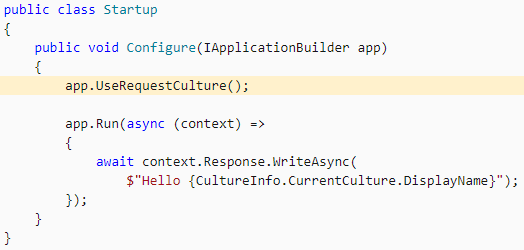 public class Startup
{
    public void Configure(IApplicationBuilder app)
    {
        app.UseRequestCulture();

        app.Run(async (context) =>
        {
            await context.Response.WriteAsync(
                $"Hello {CultureInfo.CurrentCulture.DisplayName}");
        });
    }
}